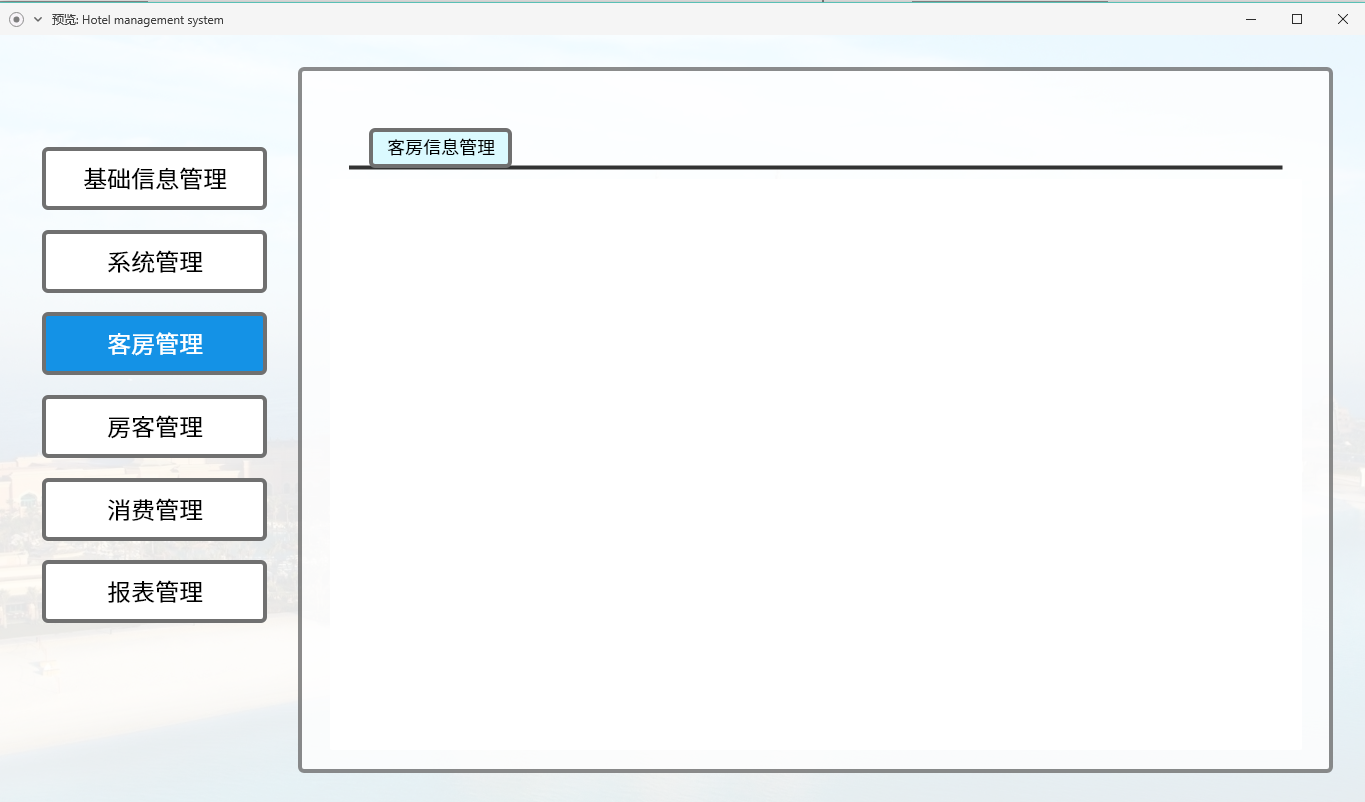 预览: Hotel management system
客房信息管理
基础信息管理
系统管理
客房管理
房客管理
消费管理
报表管理